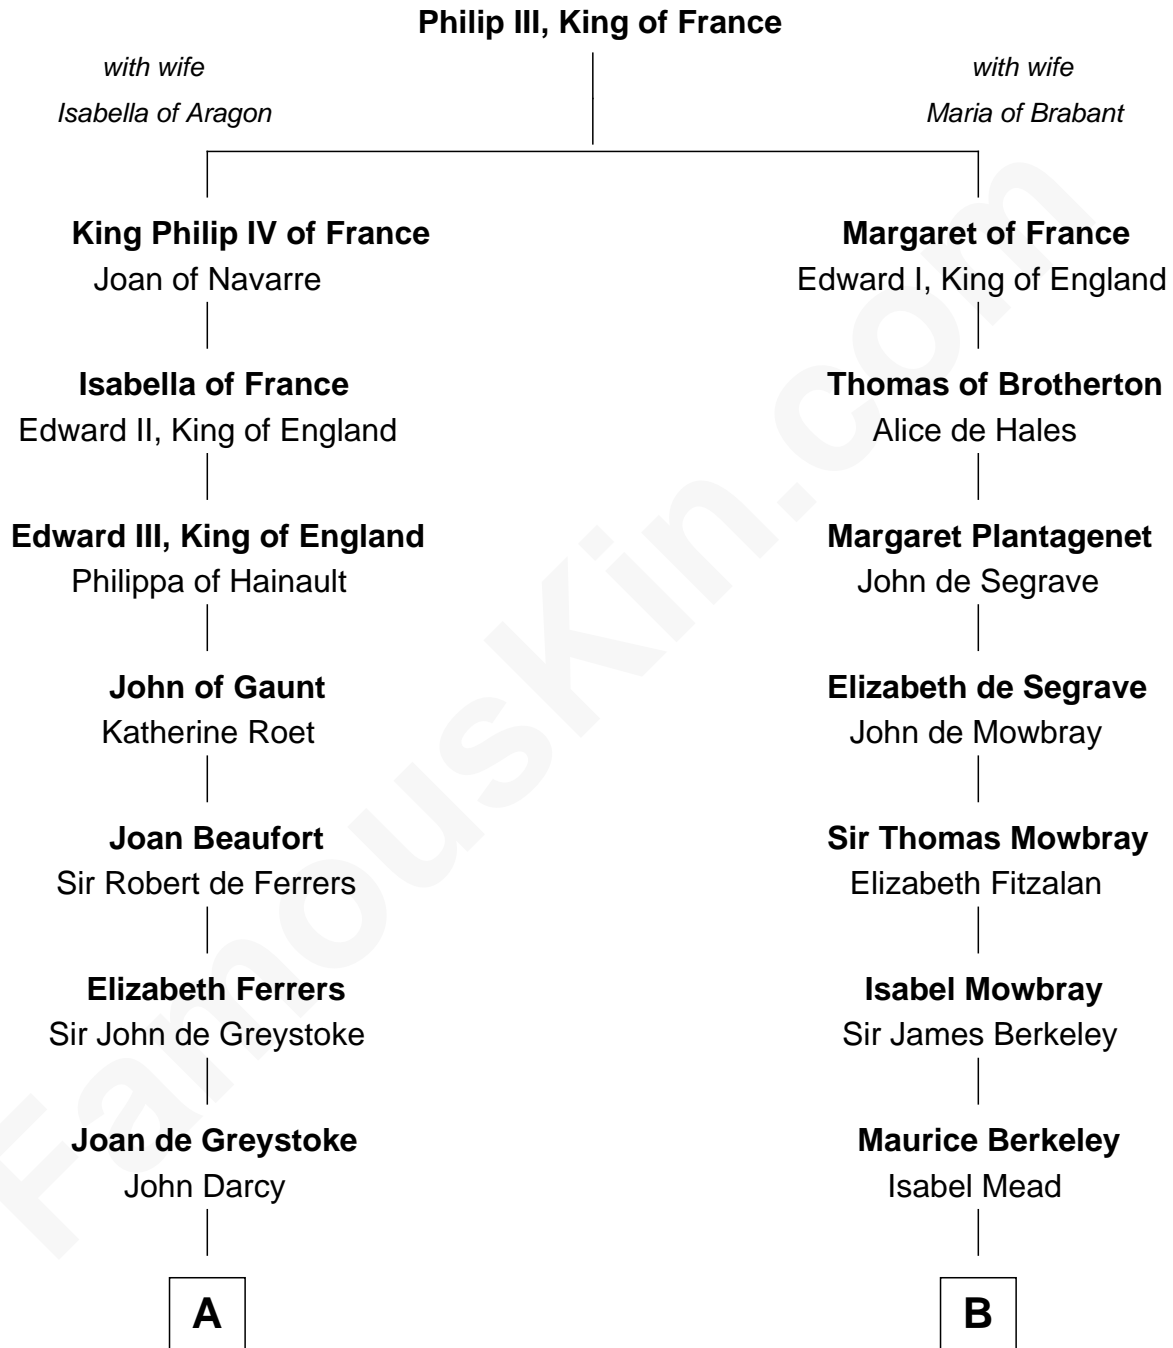 Philip III, King of France
with wife
Isabella of Aragon
with wife
Maria of Brabant
King Philip IV of France
Joan of Navarre
Margaret of France
Edward I, King of England
Isabella of France
Edward II, King of England
Thomas of Brotherton
Alice de Hales
Edward III, King of England
Philippa of Hainault
Margaret Plantagenet
John de Segrave
John of Gaunt
Katherine Roet
Elizabeth de Segrave
John de Mowbray
Joan Beaufort
Sir Robert de Ferrers
Sir Thomas Mowbray
Elizabeth Fitzalan
Elizabeth Ferrers
Sir John de Greystoke
Isabel Mowbray
Sir James Berkeley
Joan de Greystoke
John Darcy
Maurice Berkeley
Isabel Mead
A
B
FamousKin.com